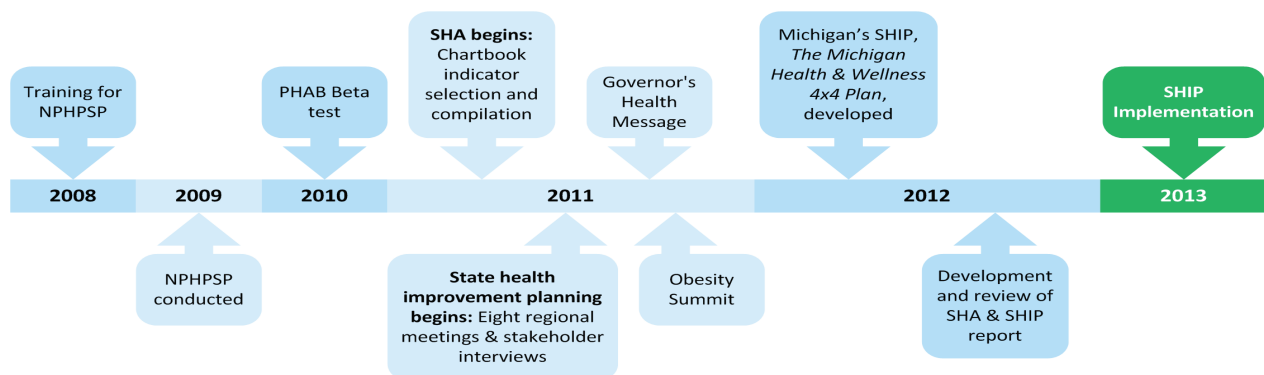 Training for
NPHPSP
PHAB Beta
test
SHA begins:
Chartbook
indicator
selection and
compilation
Governor's
Health
Message
Michigan’s SHIP,
The Michigan
Health & Wellness
4x4 Plan,
developed
SHIP
Implementation
2008
2009
2010
2011
2012
2013
NPHPSP
conducted
State health
improvement planning
begins: Eight regional
meetings & stakeholder
interviews
Obesity
Summit
Development
and review of
SHA & SHIP
report